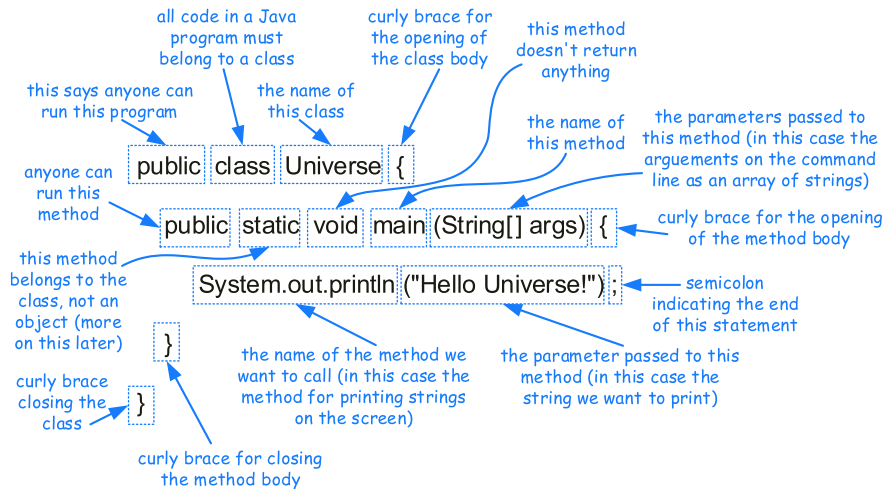 all code in a Java
program must
belong to a class
curly brace for
the opening of
the class body
this method
doesn't return
anything
this says anyone can
run this program
the name of
this class
the name of
this method
the parameters passed to
this method (in this case the
arguements on the command
line as an array of strings)
public class Universe {
anyone can
run this
method
public static void main (String[] args) {
curly brace for the opening
of the method body
this method
belongs to the
class, not an
object (more
on this later)
System.out.println ("Hello Universe!") ;
semicolon
indicating the end
of this statement
}
the name of the method we
want to call (in this case the
method for printing strings
on the screen)
the parameter passed to this
method (in this case the
string we want to print)
curly brace
closing the
class
}
curly brace for closing
the method body